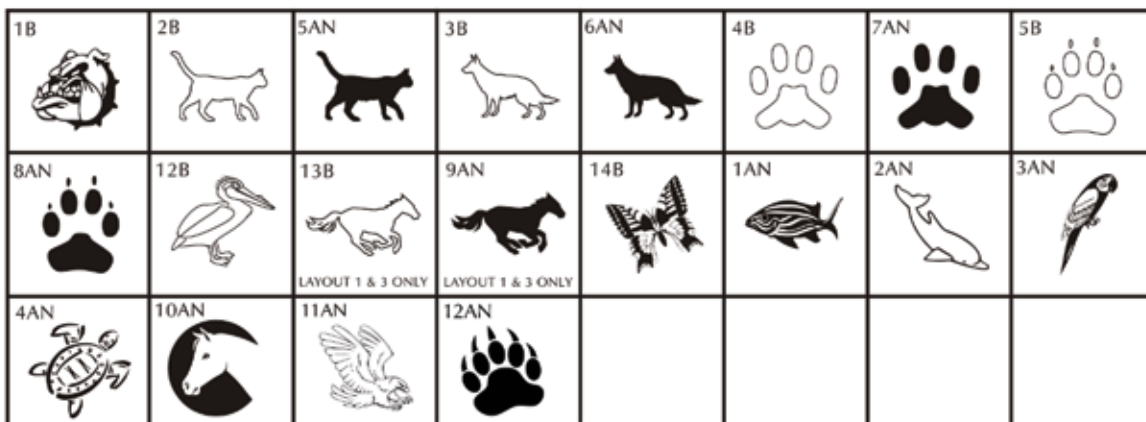 1B
2B
5AN
3B
6AN
4B
7AN
5B
8AN
12B
13B
9AN
14B
1AN
2AN
3AN
LAYOUT 1 & 3 ONLY
LAYOUT 1 & 3 ONLY
4AN
10AN
11AN
12AN